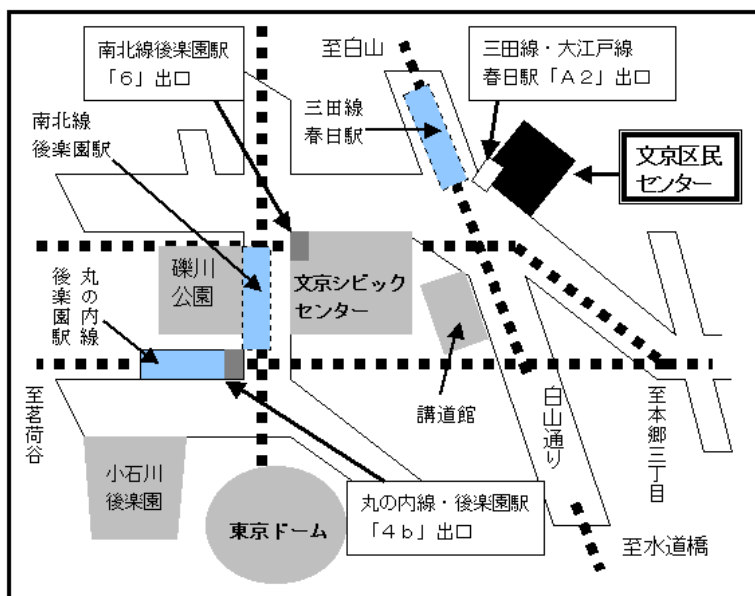 南北線後楽園駅
「6」出口
至白山
三田線・大江戸線
春日駅「A2」出口
南北線
後楽園駅
三田線
春日駅
文京区民
センター
礫川
公園
文京シビック
センター
丸の内線
後楽園駅
講道館
白山通り
至茗荷谷
至本郷三丁目
小石川
後楽園
東京ドーム
丸の内線・後楽園駅
「4b」出口
至水道橋